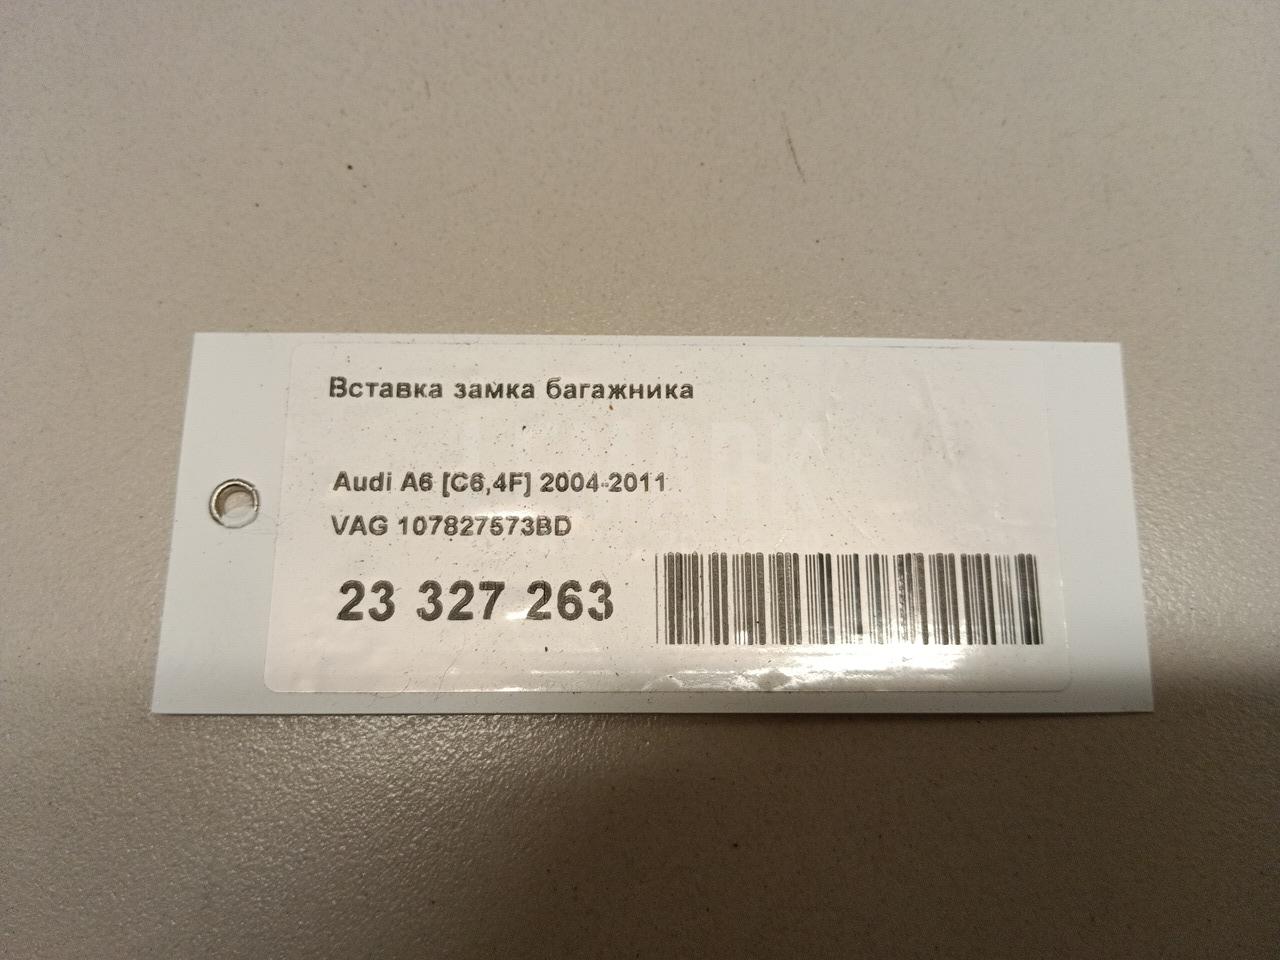 Вставка замка багажника
Audi A6 [C6,4F] 2004-2011
VAG 107827573BD
23 327 263